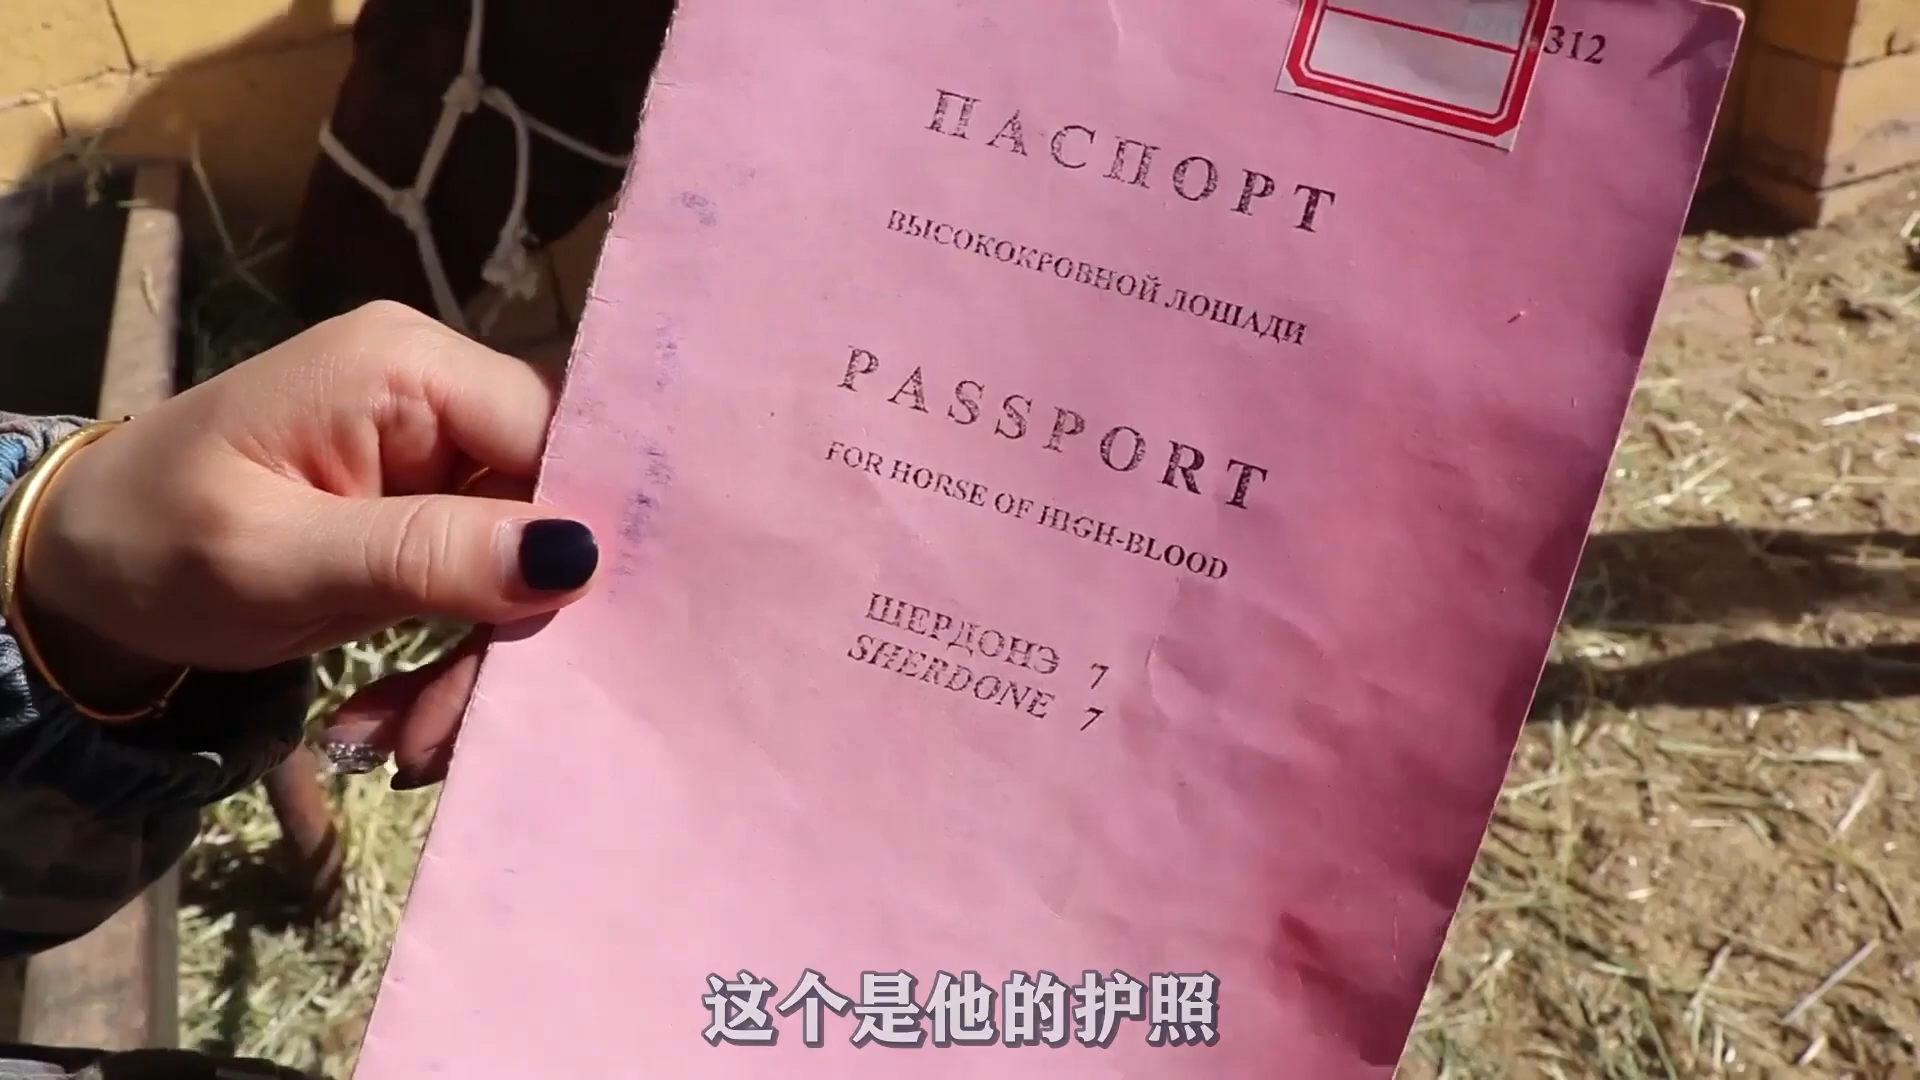 312
ПАСПОРТ
ВЫСОКОКРОВНОЙ ЛОШАДИ
PASSPORT
FOR HORSE OF HIGH-BLOOD
ШЕРДОНЭ 7
SHERDONE 7
这个是他的护照